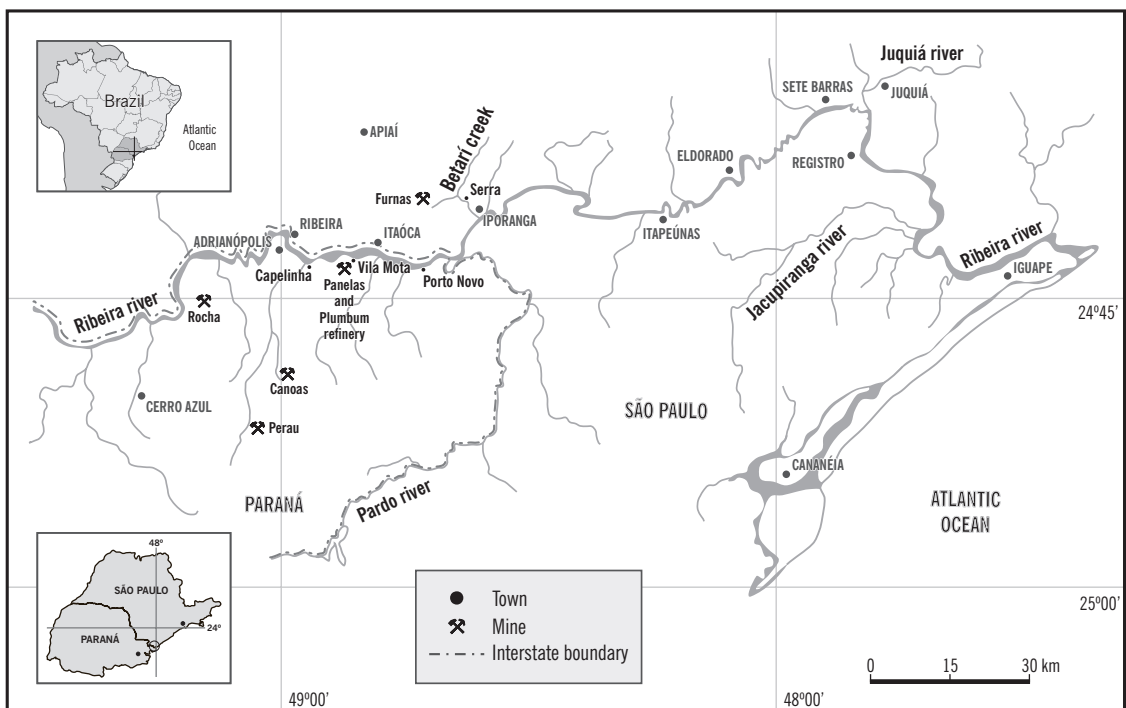 Brazil
Atlantic
Ocean
Juquiá river
SETE BARRAS
JUQUIÁ
APIAÍ
Betarí creek
ELDORADO
REGISTRO
Furnas
Serra
IPORANGA
RIBEIRA
ITAPEÚNAS
ADRIANÓPOLIS
ITAÓCA
Jacupiranga river
Ribeira river
IGUAPE
Capelinha
Vila Mota
Porto Novo
Panelas
and
Plumbum
refinery
Ribeira river
Rocha
24º45'
Canoas
CERRO AZUL
SÃO PAULO
Perau
CANANÉIA
PARANÁ
Pardo river
ATLANTIC
OCEAN
48º
SÃO PAULO
24º
PARANÁ
Town
Mine
Interstate boundary
25º00'
0 15 30 km
49º00'
48º00'